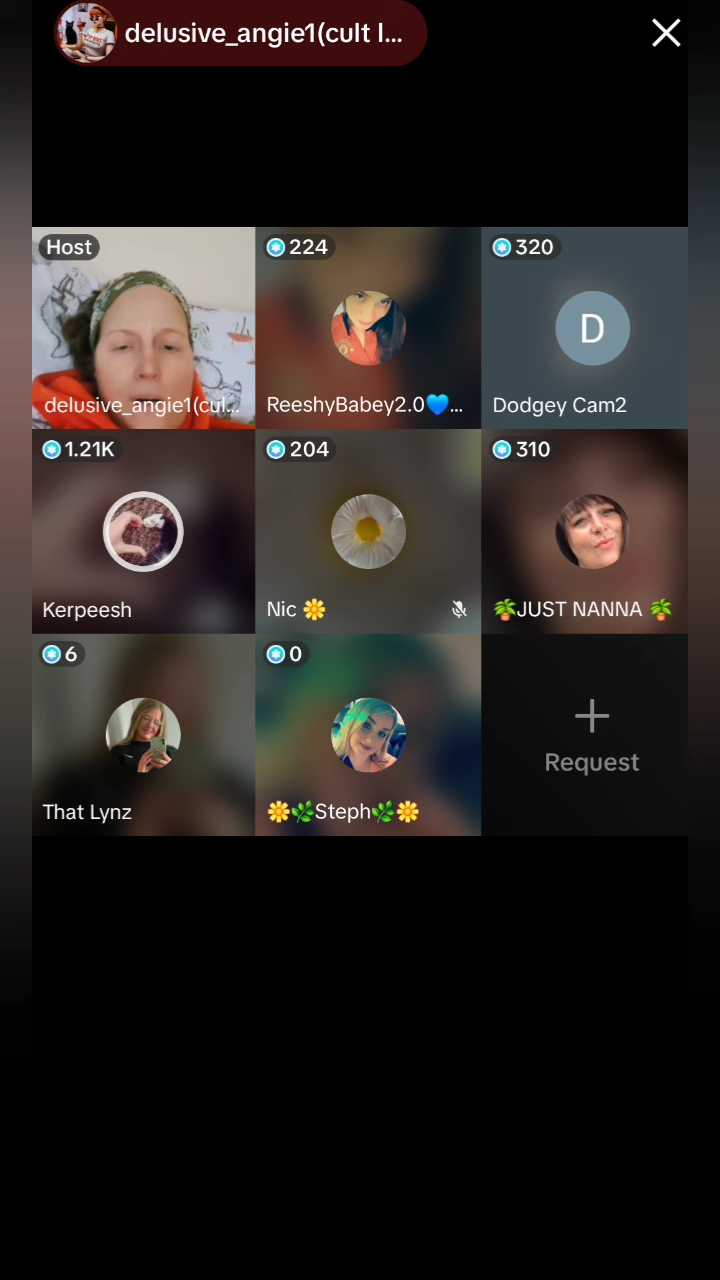 delusive_angie1(cult l...
Host
224
320
D
delusive_angie1(cul...
ReeshyBabey2.0💙...
Dodgey Cam2
1.21K
204
310
Kerpeesh
Nic 🌼
🪴JUST NANNA 🪴
6
0
Request
That Lynz
🌼🌿Steph🌿🌼